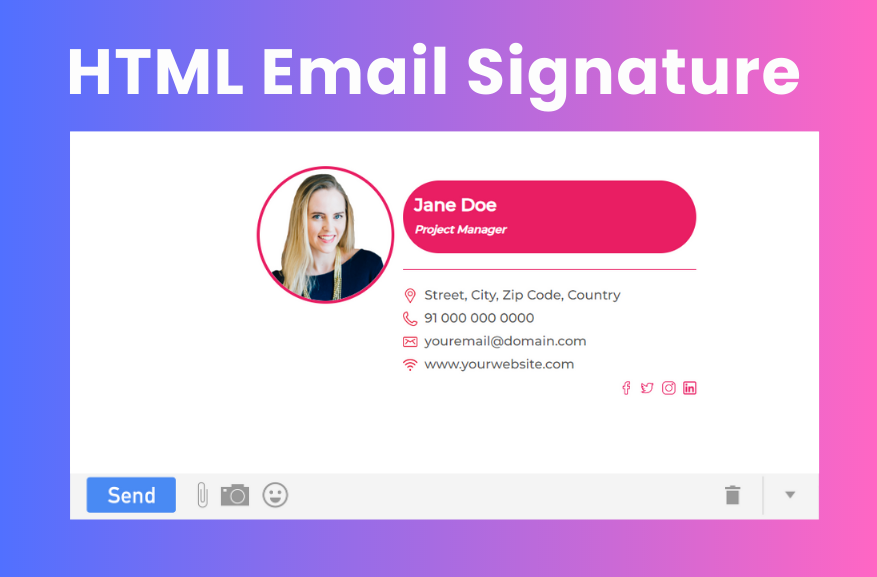 HTML Email Signature
Jane Doe
Project Manager
Street, City, Zip Code, Country
91 000 000 0000
youremail@domain.com
www.yourwebsite.com
Send